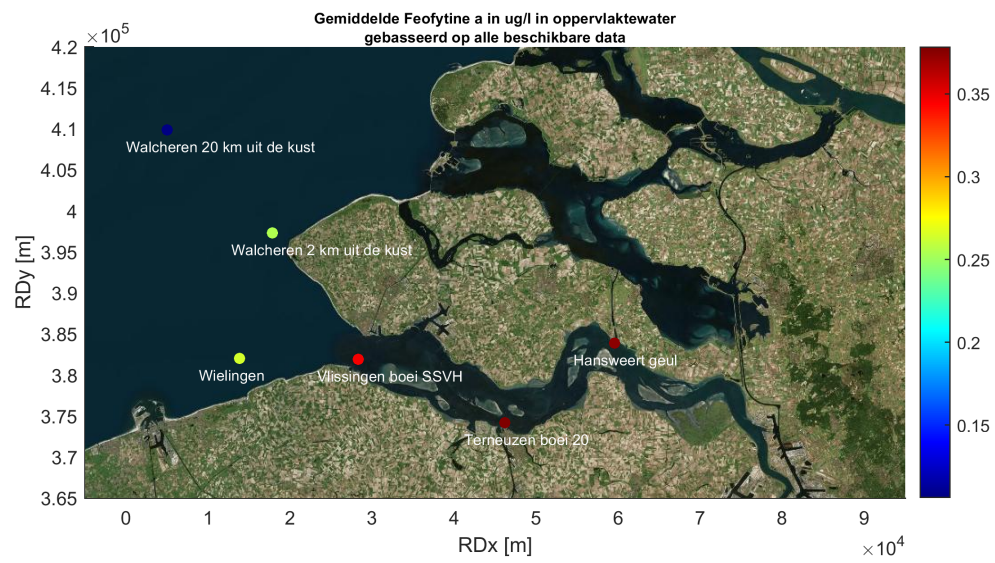 Gemiddelde Feofytine a in ug/l in oppervlaktewater
gebasseerd op alle beschikbare data
×10⁵
4.2
4.15
4.1
4.05
4
3.95
3.9
3.85
3.8
3.75
3.7
3.65
RDy [m]
Walcheren 20 km uit de kust
Walcheren 2 km uit de kust
Wielingen
Vlissingen boei SSVH
Hansweert geul
Terneuzen boei 20
0 1 2 3 4 5 6 7 8 9
RDx [m]
×10⁴
0.35
0.3
0.25
0.2
0.15